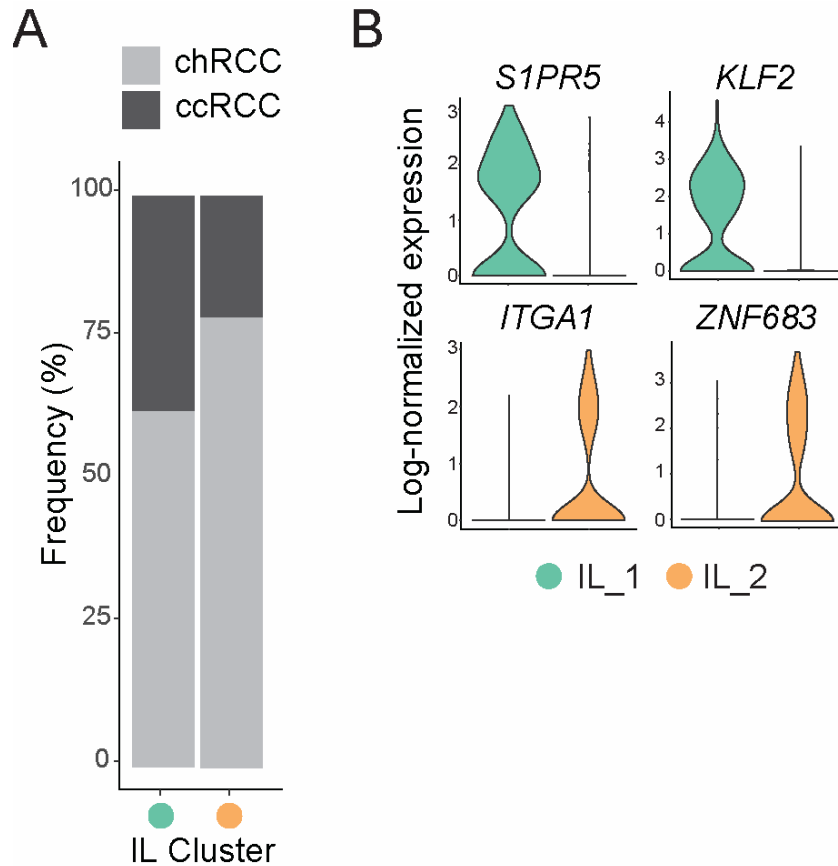 A
chRCC
ccRCC
100
75
50
25
0
Frequency (%)
IL Cluster
B
Log-normalized expression
S1PR5
3
2
1
0
KLF2
4
3
2
1
0
ITGA1
3
2
1
0
ZNF683
3
2
1
0
IL_1 IL_2